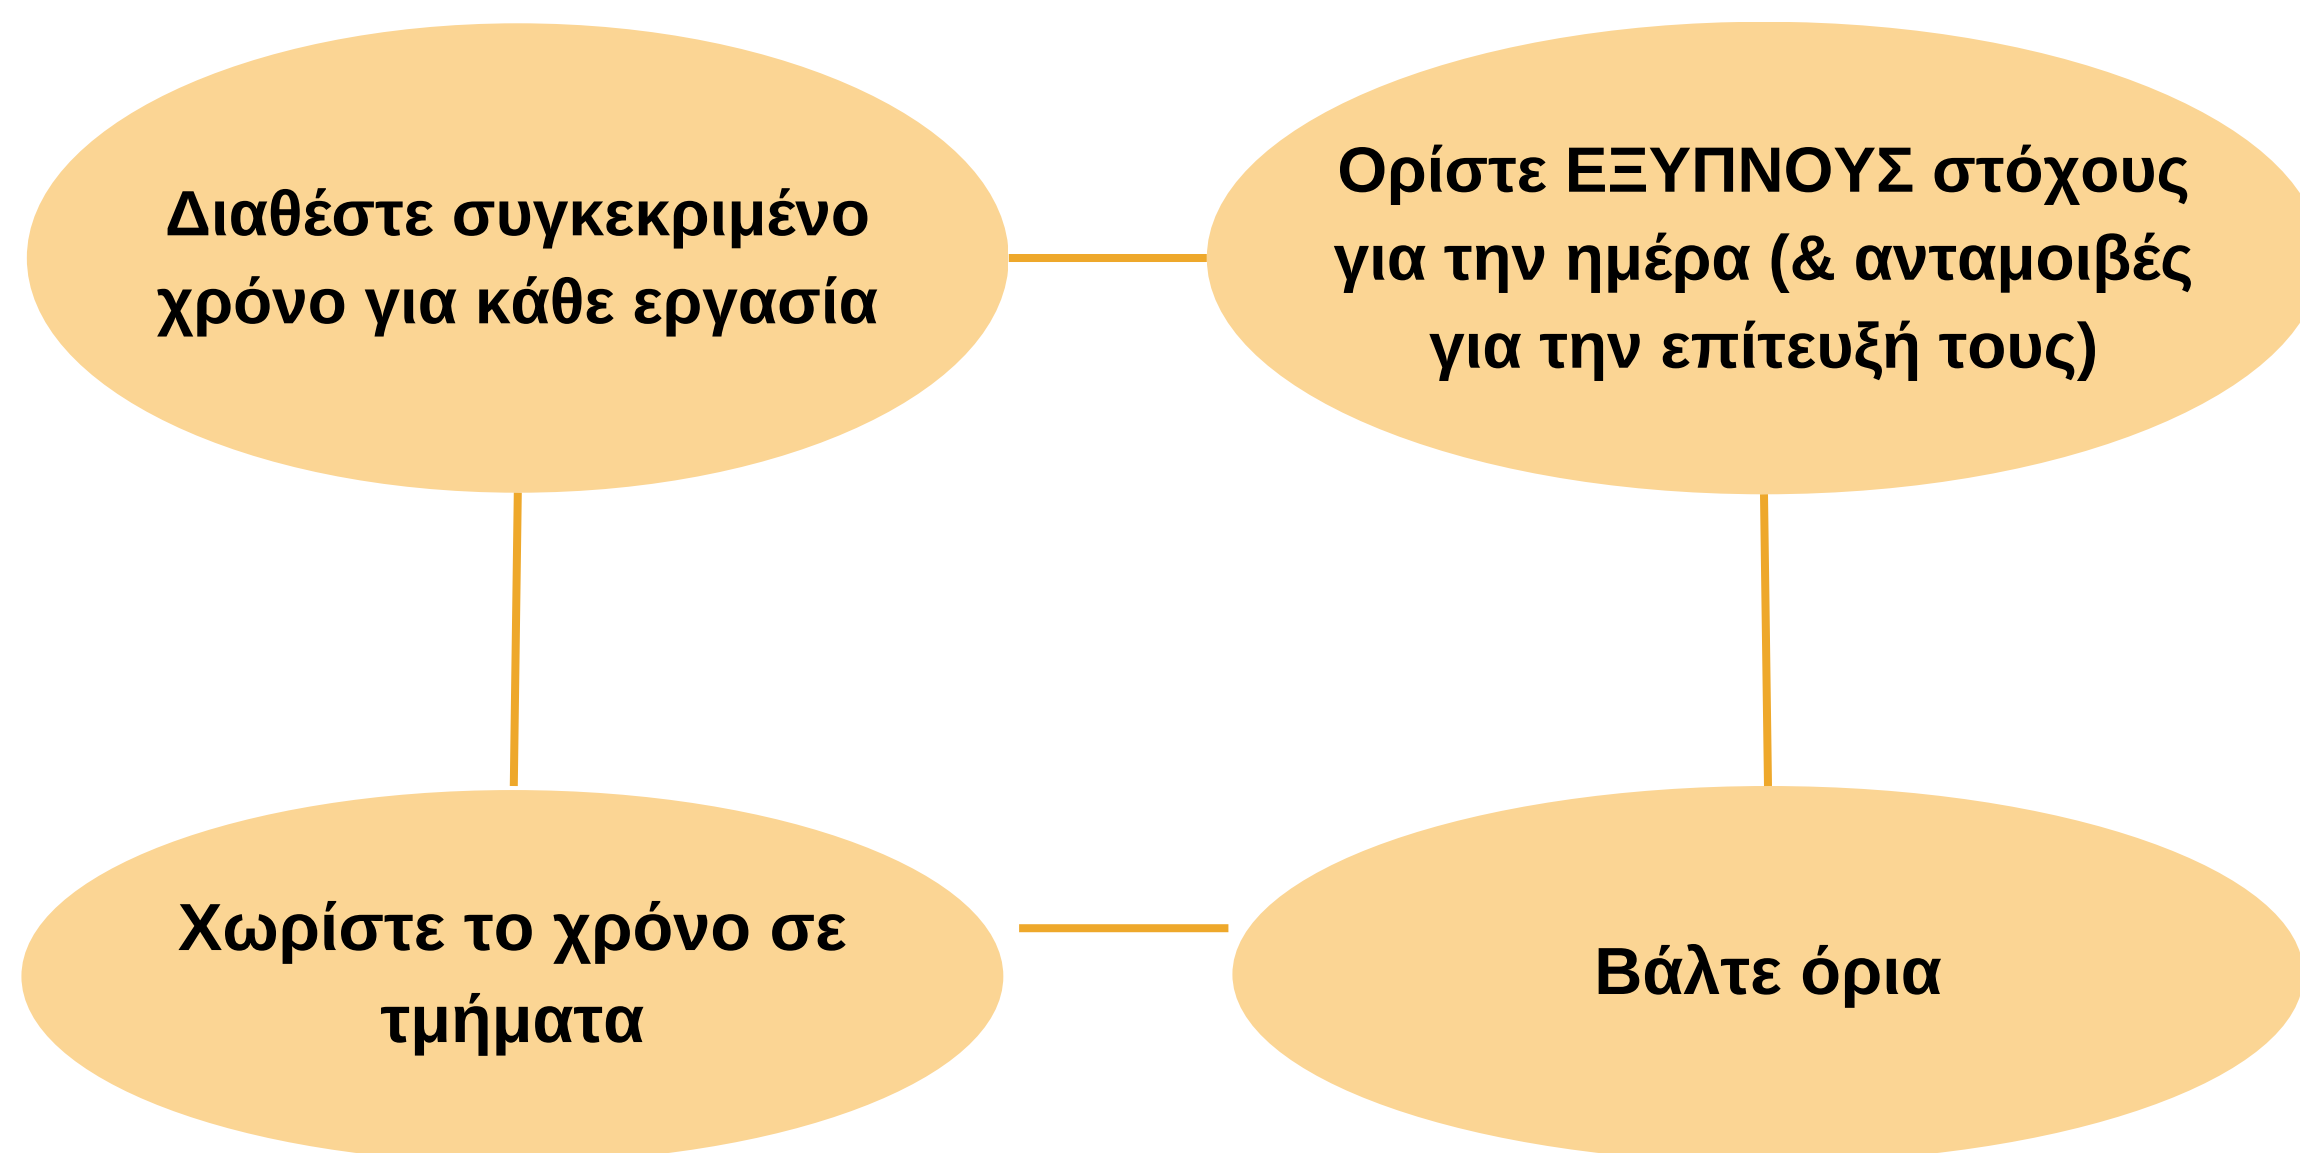 Διαθέστε συγκεκριμένο
χρόνο για κάθε εργασία
Ορίστε ΕΞΥΠΝΟΥΣ στόχους
για την ημέρα (& ανταμοιβές
για την επίτευξή τους)
Χωρίστε το χρόνο σε
τμήματα
Βάλτε όρια